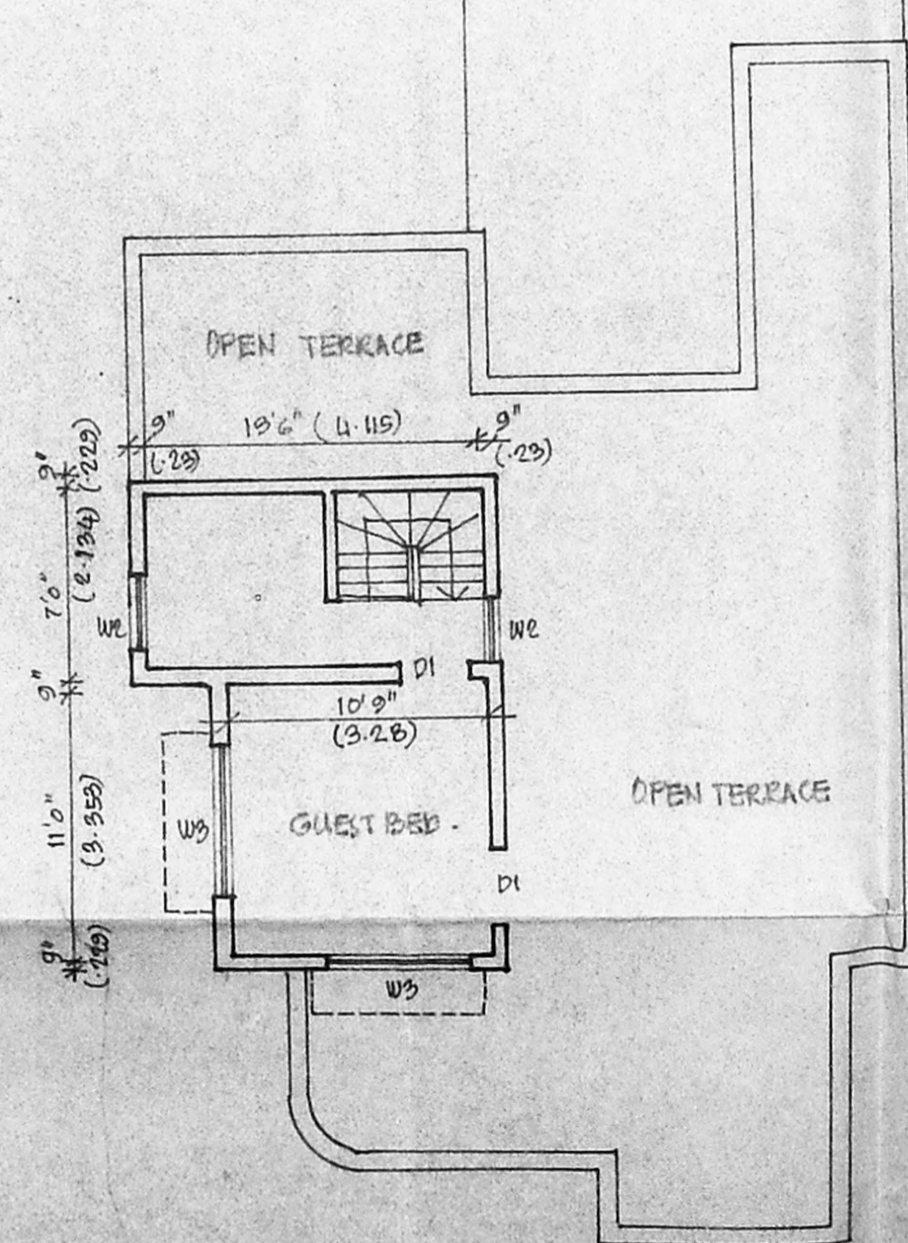 OPEN TERRACE
9"
13'6" (4.115)
9"
(.23)
(.23)
9"
(.229)
7'0"
(2.134)
W2
W2
D1
9"
10'9"
(3.28)
11'0"
(3.353)
W3
GUEST BED.
OPEN TERRACE
D1
9"
(.229)
W3